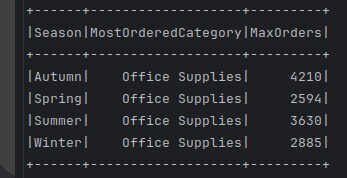 +------+-------------------+---------+
|Season|MostOrderedCategory|MaxOrders|
+------+-------------------+---------+
|Autumn|    Office Supplies|     4210|
|Spring|    Office Supplies|     2594|
|Summer|    Office Supplies|     3630|
|Winter|    Office Supplies|     2885|
+------+-------------------+---------+